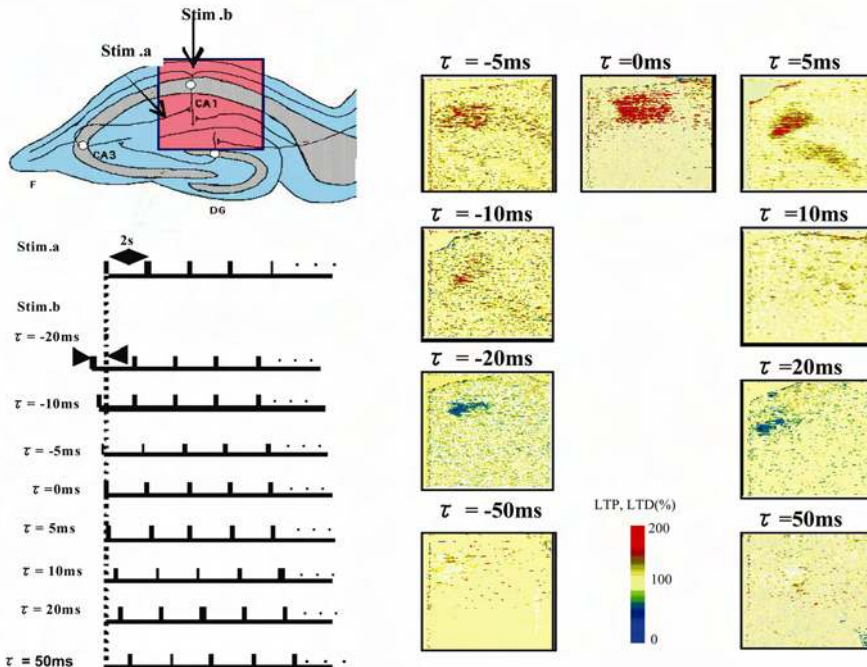 Stim.b
Stim.a
CA1
CA3
F
DG
Stim.a
2s
. . . .
Stim.b
τ = -20ms
. . . .
τ = -10ms
. . . .
τ = -5ms
. . . .
τ =0ms
. . . .
τ = 5ms
. . . .
τ = 10ms
. . .
τ = 20ms
. . . .
τ = 50ms
. . . .
τ = -5ms
τ =0ms
τ = 5ms
τ = -10ms
τ = 10ms
τ = -20ms
τ =20ms
τ = -50ms
LTP, LTD(%)
200
100
0
τ =50ms